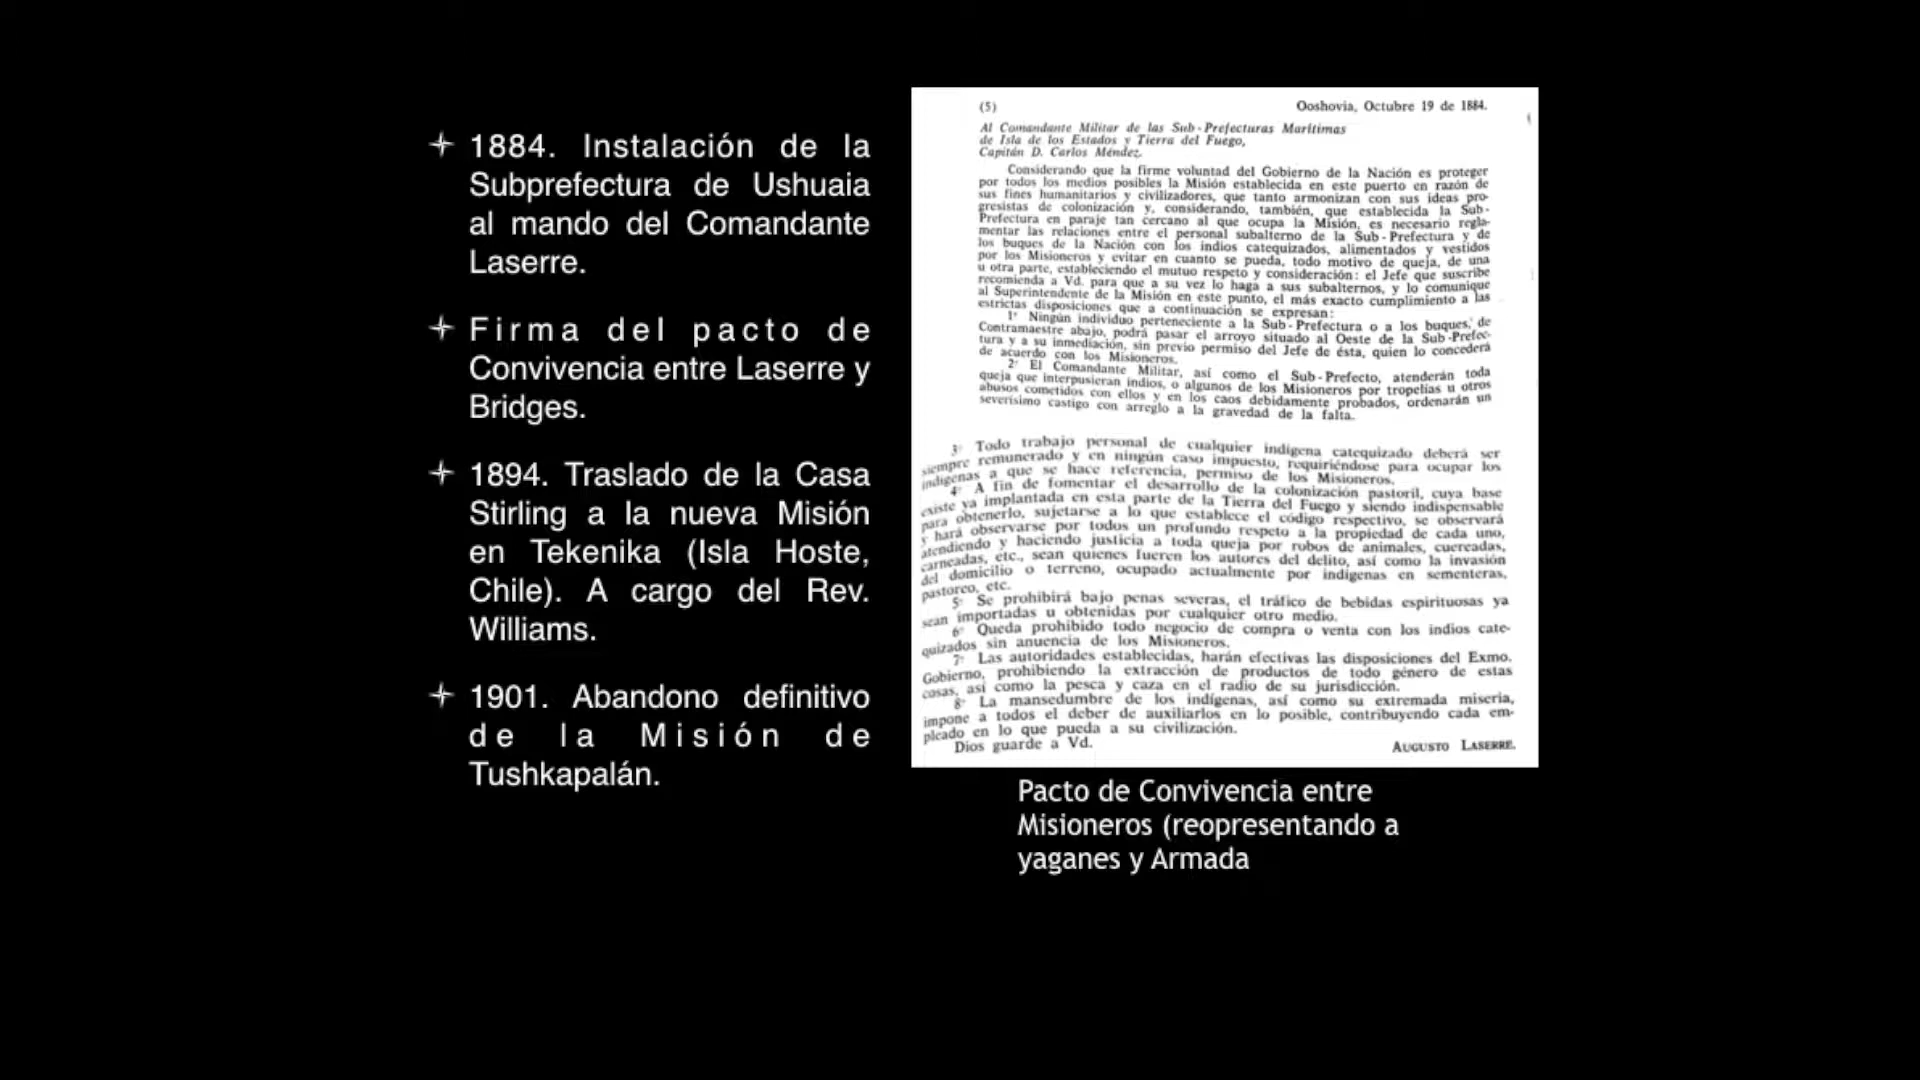 1884. Instalación de la
Subprefectura de Ushuaia
al mando del Comandante
Laserre.
Firma del pacto de
Convivencia entre Laserre y
Bridges.
1894. Traslado de la Casa
Stirling a la nueva Misión
en Tekenika (Isla Hoste,
Chile). A cargo del Rev.
Williams.
1901. Abandono definitivo
de la Misión de
Tushkapalán.
(5) Ooshovia, Octubre 19 de 1884.
Al Comandante Militar de las Sub-Prefecturas Marítimas
de Isla de los Estados y Tierra del Fuego,
Capitán D. Carlos Méndez.
Considerando que la firme voluntad del Gobierno de la Nación es proteger
por todos los medios posibles la Misión establecida en este puerto en razón de
sus fines humanitarios y civilizadores, que tanto armonizan con sus ideas pro-
gresistas de colonización y, considerando, también, que establecida la Sub-
Prefectura en paraje tan cercano al que ocupa la Misión, es necesario regla-
mentar las relaciones entre el personal subalterno de la Sub-Prefectura y de
los buques de la Nación con los indios catequizados, alimentados y vestidos
por los Misioneros y evitar en cuanto se pueda, todo motivo de queja, de una
u otra parte, estableciendo el mutuo respeto y consideración: el Jefe que suscribe
recomienda a Vd. para que a su vez lo haga a sus subalternos, y lo comunique
al Superintendente de la Misión en este punto, el más exacto cumplimiento a las
estrictas disposiciones que a continuación se expresan:
1º Ningún individuo perteneciente a la Sub-Prefectura o a los buques, de
Contramaestre abajo, podrá pasar el arroyo situado al Oeste de la Sub-Prefec-
tura y a su inmediación, sin previo permiso del Jefe de ésta, quien lo concederá
de acuerdo con los Misioneros.
2º El Comandante Militar, así como el Sub-Prefecto, atenderán toda
queja que interpusieran indios, o algunos de los Misioneros por tropelías u otros
abusos cometidos con ellos y en los caos debidamente probados, ordenarán un
severísimo castigo con arreglo a la gravedad de la falta.
3º Todo trabajo personal de cualquier indígena catequizado deberá ser
siempre remunerado y en ningún caso impuesto, requiriéndose para ocupar los
indígenas a que se hace referencia, permiso de los Misioneros.
4º A fin de fomentar el desarrollo de la colonización pastoril, cuya base
existe ya implantada en esta parte de la Tierra del Fuego y siendo indispensable
para obtenerlo, sujetarse a lo que establece el código respectivo, se observará
y hará observarse por todos un profundo respeto a la propiedad de cada uno,
atendiendo y haciendo justicia a toda queja por robos de animales, cuereadas,
carneadas, etc., sean quienes fueren los autores del delito, así como la invasión
del domicilio o terreno, ocupado actualmente por indígenas en sementeras,
pastoreo, etc.
5º Se prohibirá bajo penas severas, el tráfico de bebidas espirituosas ya
sean importadas u obtenidas por cualquier otro medio.
6º Queda prohibido todo negocio de compra o venta con los indios cate-
quizados sin anuencia de los Misioneros.
7º Las autoridades establecidas, harán efectivas las disposiciones del Exmo.
Gobierno, prohibiendo la extracción de productos de todo género de estas
cosas, así como la pesca y caza en el radio de su jurisdicción.
8º La mansedumbre de los indígenas, así como su extremada miseria,
impone a todos el deber de auxiliarlos en lo posible, contribuyendo cada em-
pleado en lo que pueda a su civilización.
Dios guarde a Vd. AUGUSTO LASERRE.
Pacto de Convivencia entre
Misioneros (reopresentando a
yaganes y Armada